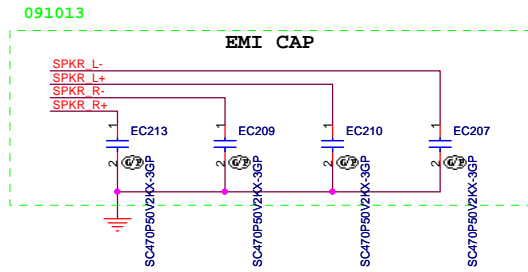 091013
EMI CAP
SPKR_L-
SPKR_L+
SPKR_R-
SPKR_R+
1 EC213 1 EC209 1 EC210 1 EC207
2 G/P 2 G/P 2 G/P 2 G/P
SC470P50V2KX-3GP SC470P50V2KX-3GP SC470P50V2KX-3GP SC470P50V2KX-3GP